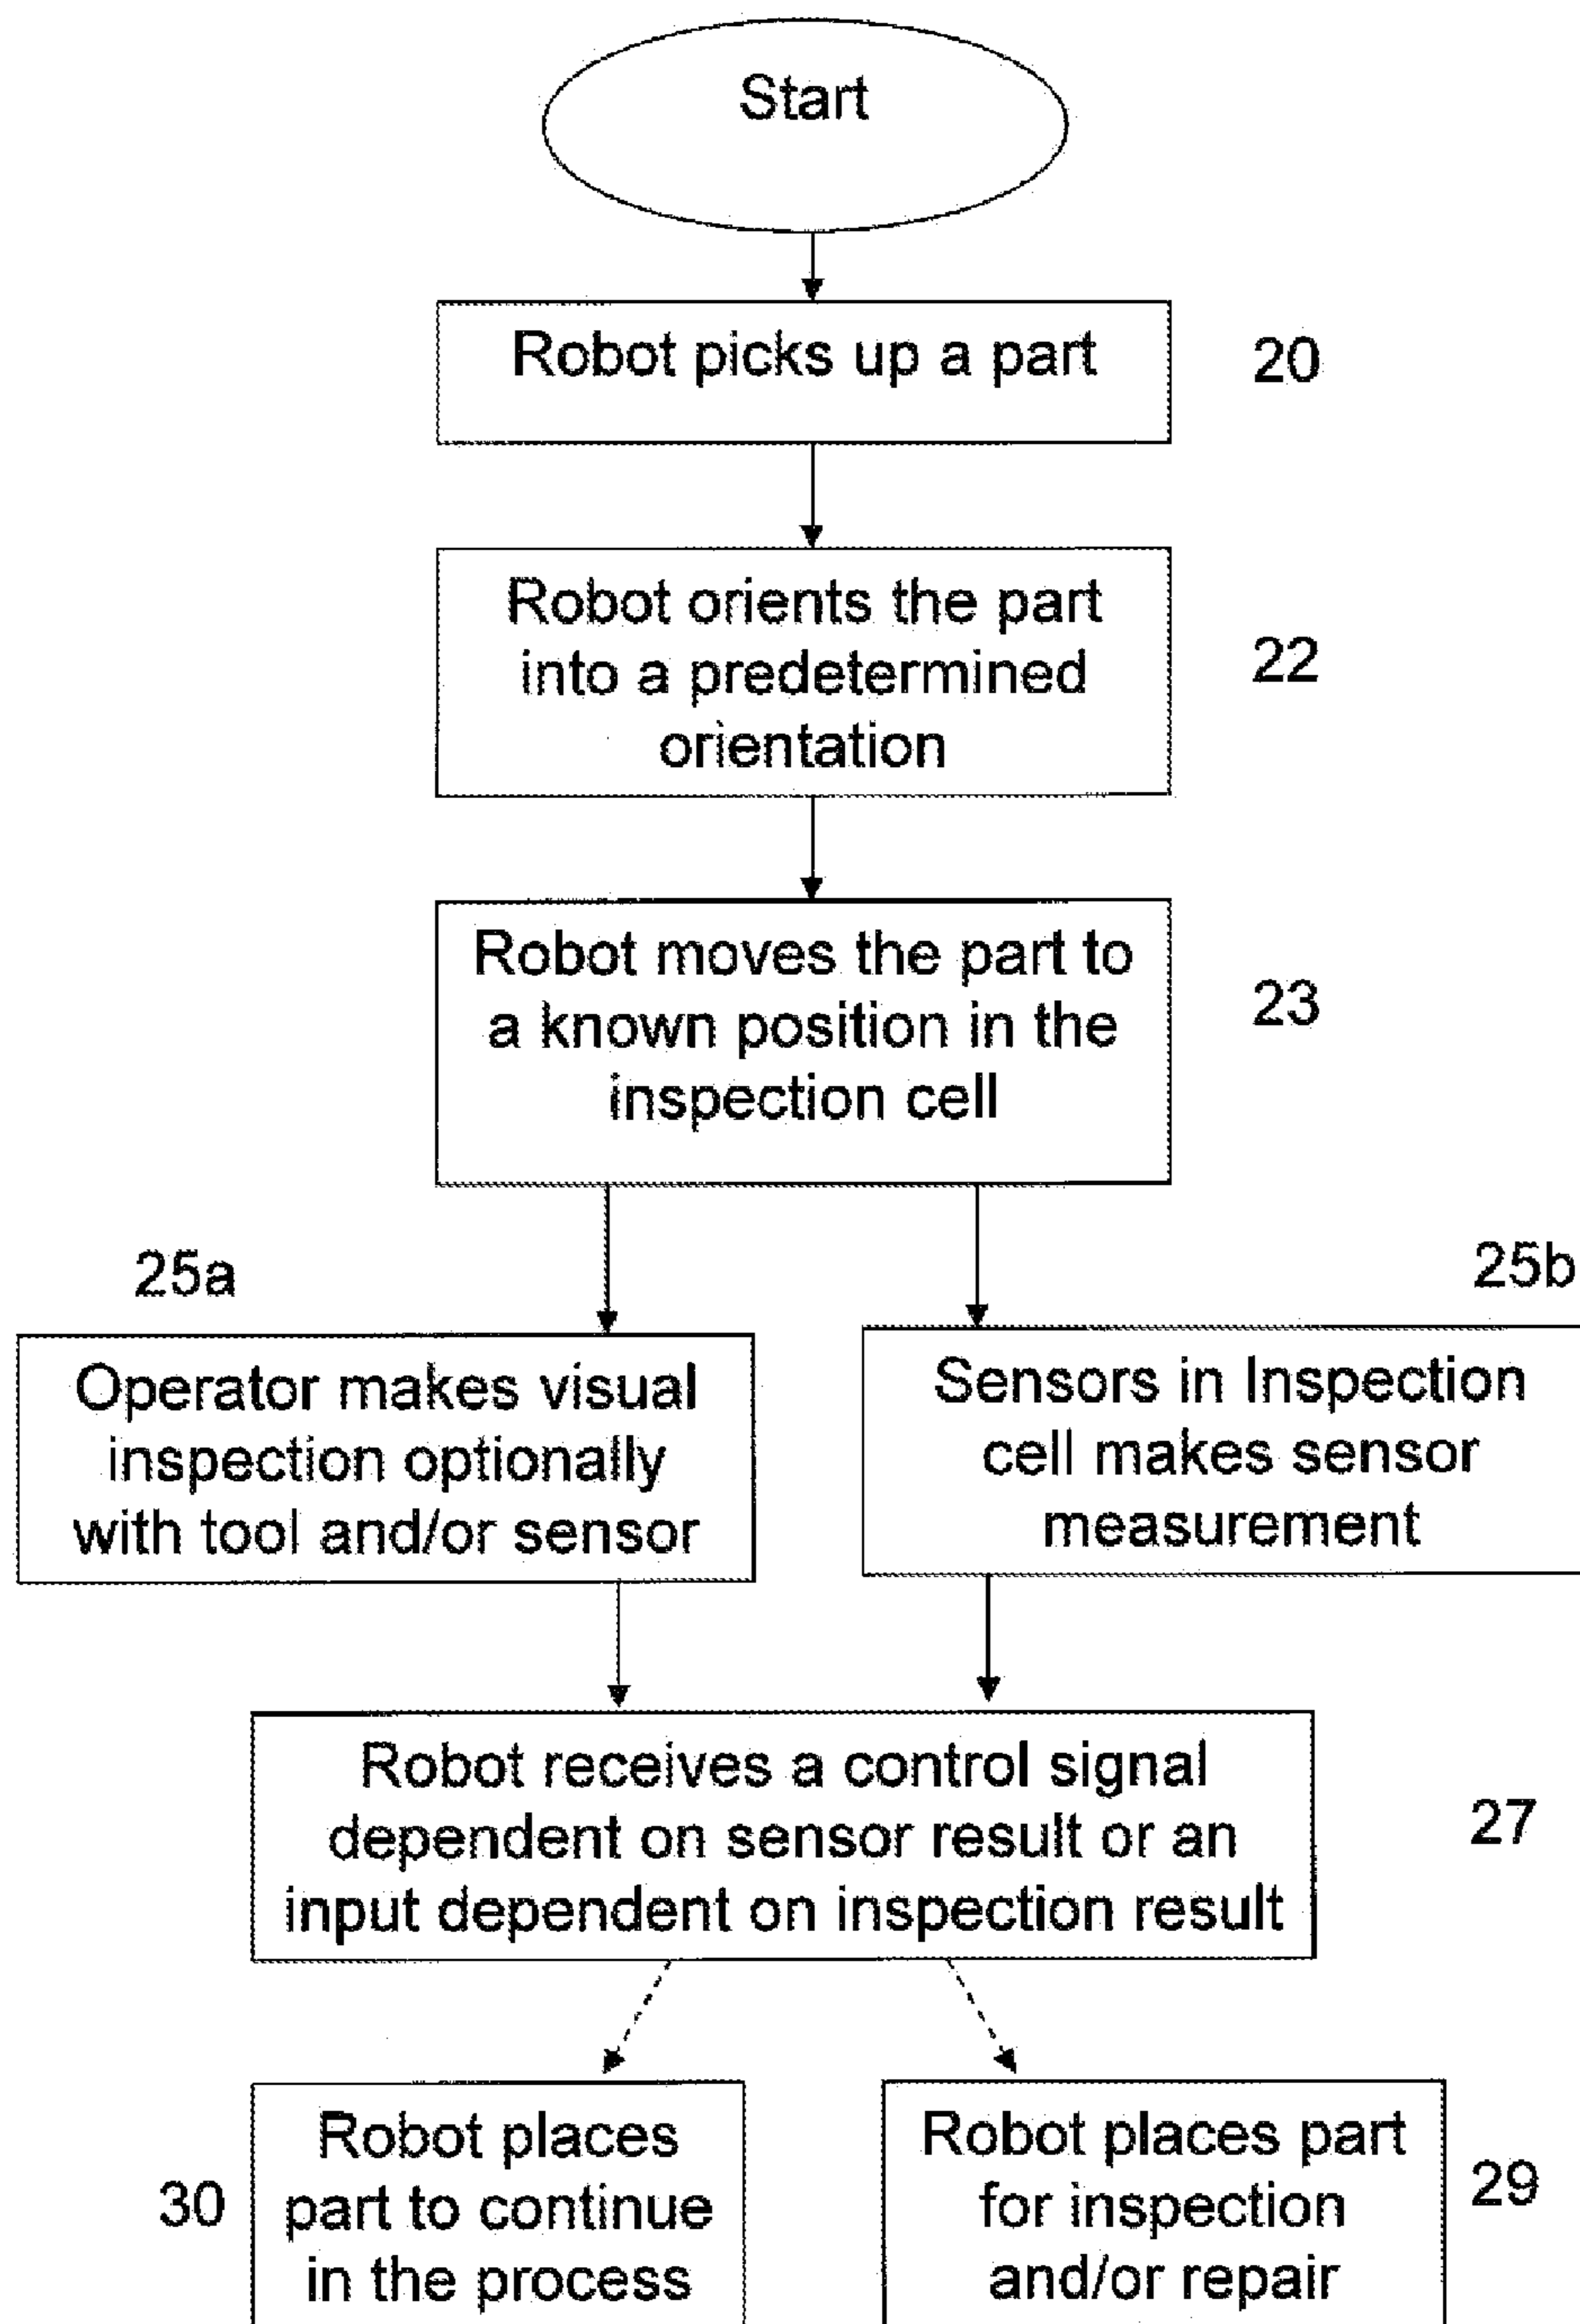 Start
Robot picks up a part
20
Robot orients the part
into a predetermined
orientation
22
Robot moves the part to
a known position in the
inspection cell
23
25a
25b
Operator makes visual
inspection optionally
with tool and/or sensor
Sensors in Inspection
cell makes sensor
measurement
Robot receives a control signal
dependent on sensor result or an
input dependent on inspection result
27
30
Robot places
part to continue
in the process
Robot places part
for inspection
and/or repair
29